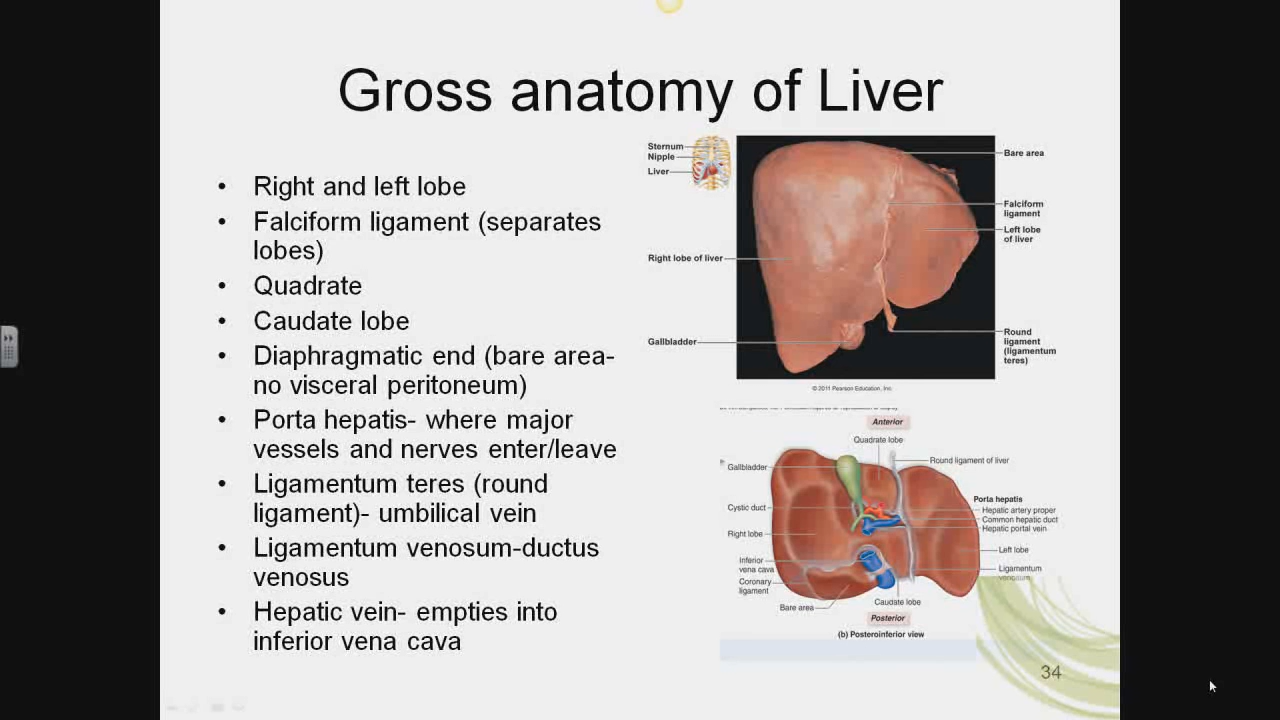 Gross anatomy of Liver
• Right and left lobe
• Falciform ligament (separates
lobes)
• Quadrate
• Caudate lobe
• Diaphragmatic end (bare area-
no visceral peritoneum)
• Porta hepatis- where major
vessels and nerves enter/leave
• Ligamentum teres (round
ligament)- umbilical vein
• Ligamentum venosum-ductus
venosus
• Hepatic vein- empties into
inferior vena cava
Sternum
Nipple
Liver
Right lobe of liver
Gallbladder
Bare area
Falciform
ligament
Left lobe
of liver
Round
ligament
(ligamentum
teres)
© 2011 Pearson Education, Inc.
Anterior
Quadrate lobe
Gallbladder
Round ligament of liver
Cystic duct
Porta hepatis
Hepatic artery proper
Common hepatic duct
Hepatic portal vein
Right lobe
Left lobe
Inferior
vena cava
Ligamentum
venosum
Coronary
ligament
Caudate lobe
Bare area
Posterior
(b) Posteroinferior view
34